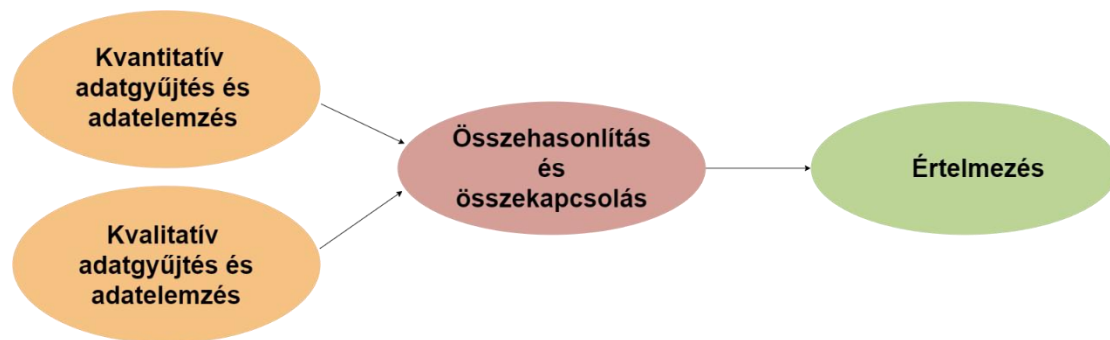 Kvantitatív
adatgyűjtés és
adatelemzés
Kvalitatív
adatgyűjtés és
adatelemzés
Összehasonlítás
és
összekapcsolás
Értelmezés